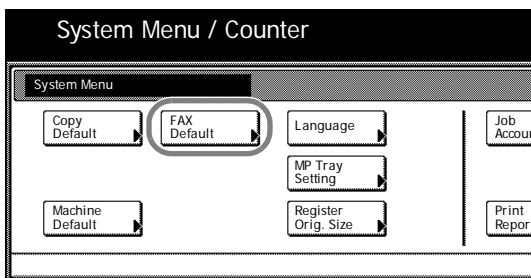 System Menu / Counter
System Menu
Copy
Default
FAX
Default
Language
Job
MP Tray
Setting
Machine
Default
Register
Orig. Size
Print